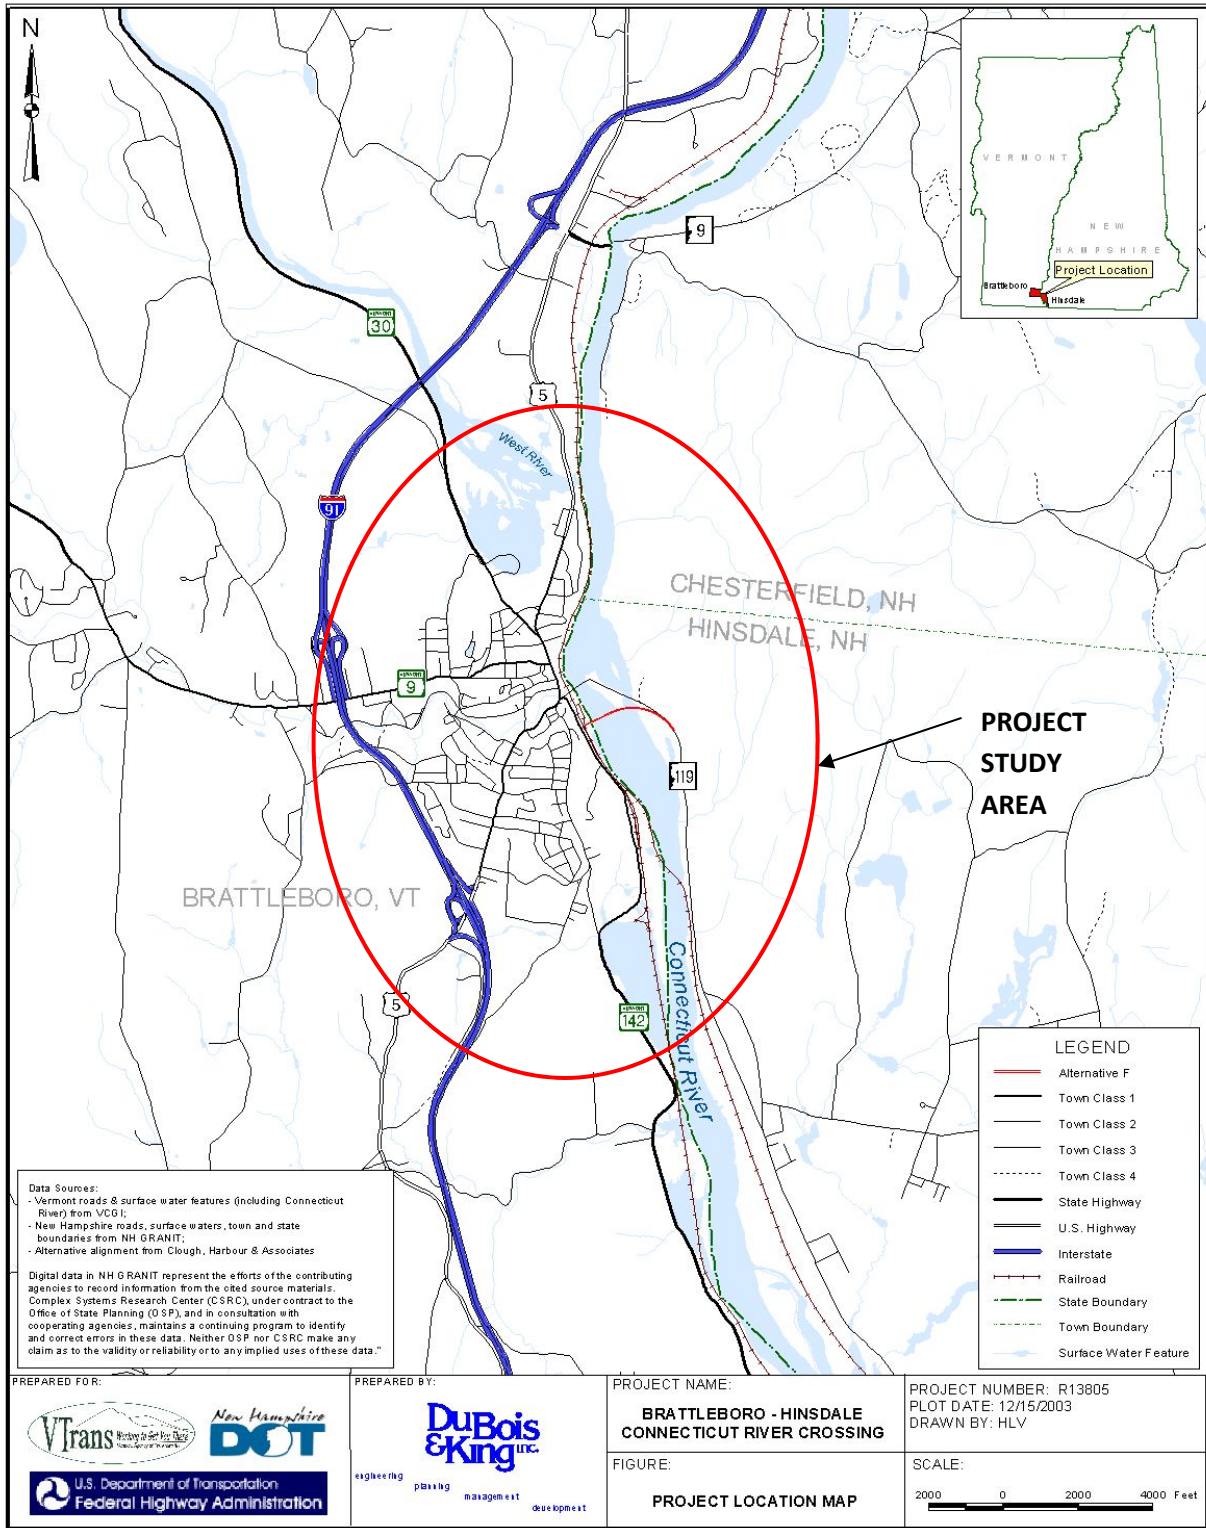 N
VERMONT
NEW
HAMPSHIRE
Project Location
Brattleboro
Hinsdale
9
VERMONT
30
5
West River
91
CHESTERFIELD, NH
HINSDALE, NH
VERMONT
9
PROJECT
STUDY
AREA
119
BRATTLEBORO, VT
5
VERMONT
142
Connecticut River
LEGEND
Alternative F
Town Class 1
Town Class 2
Town Class 3
Town Class 4
State Highway
U.S. Highway
Interstate
Railroad
State Boundary
Town Boundary
Surface Water Feature
Data Sources:
- Vermont roads & surface water features (including Connecticut
River) from VCGI;
- New Hampshire roads, surface waters, town and state
boundaries from NH GRANIT;
- Alternative alignment from Clough, Harbour & Associates
Digital data in NH GRANIT represent the efforts of the contributing
agencies to record information from the cited source materials.
Complex Systems Research Center (CSRC), under contract to the
Office of State Planning (OSP), and in consultation with
cooperating agencies, maintains a continuing program to identify
and correct errors in these data. Neither OSP nor CSRC make any
claim as to the validity or reliability or to any implied uses of these data."
PREPARED FOR:
VTrans Working to Get You There
New Hampshire
DOT
U.S. Department of Transportation
Federal Highway Administration
PREPARED BY:
DuBois
&King inc.
engineering
planning
management
development
PROJECT NAME:
BRATTLEBORO - HINSDALE
CONNECTICUT RIVER CROSSING
FIGURE:
PROJECT LOCATION MAP
PROJECT NUMBER: R13805
PLOT DATE: 12/15/2003
DRAWN BY: HLV
SCALE:
2000 0 2000 4000 Feet